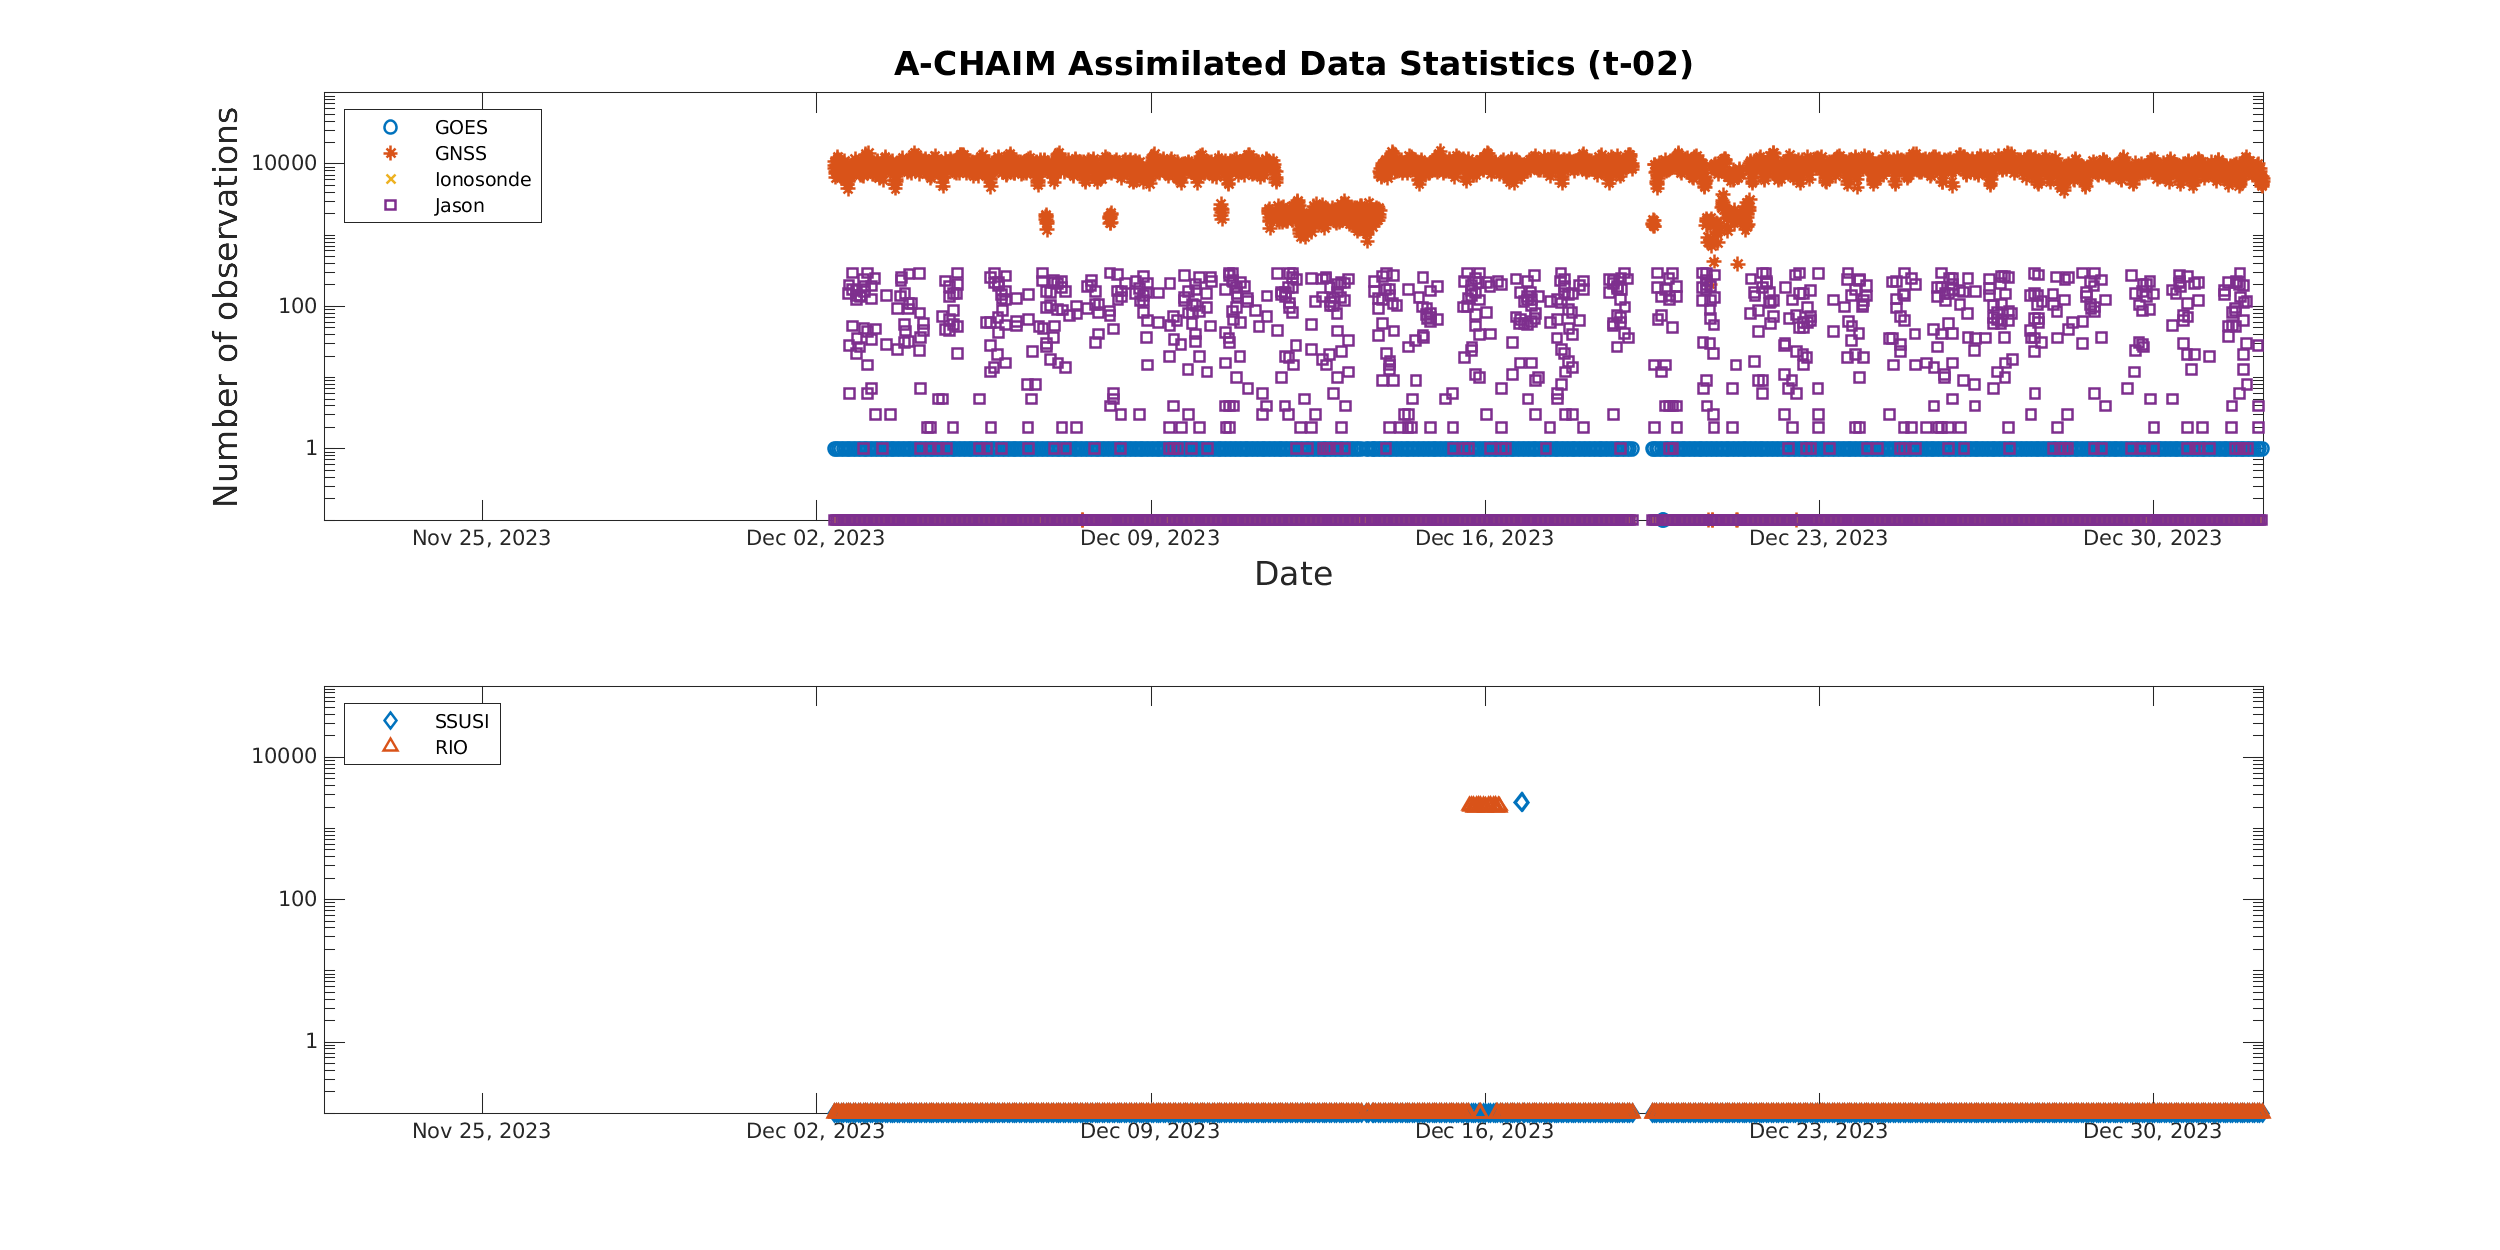 A-CHAIM Assimilated Data Statistics (t-02)
Number of observations
10000
100
1
GOES
GNSS
Ionosonde
Jason
Nov 25, 2023 Dec 02, 2023 Dec 09, 2023 Dec 16, 2023 Dec 23, 2023 Dec 30, 2023
Date
10000
100
1
SSUSI
RIO
Nov 25, 2023 Dec 02, 2023 Dec 09, 2023 Dec 16, 2023 Dec 23, 2023 Dec 30, 2023